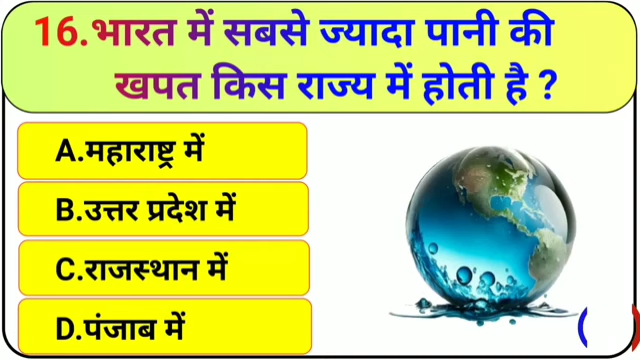 16.भारत में सबसे ज्यादा पानी की
खपत किस राज्य में होती है ?
A.महाराष्ट्र में
B.उत्तर प्रदेश में
C.राजस्थान में
D.पंजाब में
(